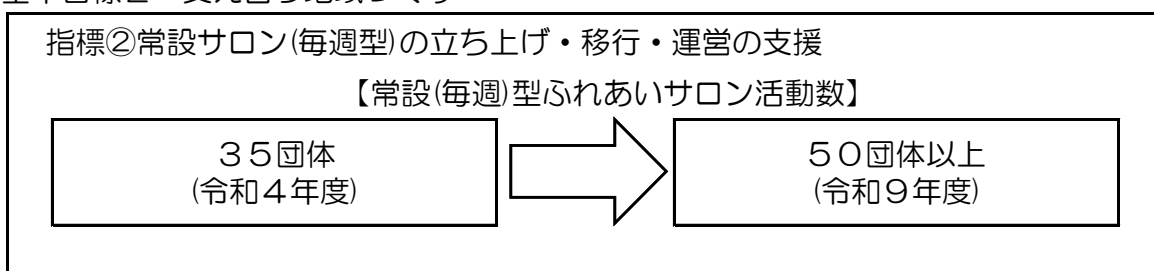 指標②常設サロン(毎週型)の立ち上げ・移行・運営の支援
【常設(毎週)型ふれあいサロン活動数】
３５団体
(令和４年度)
５０団体以上
(令和９年度)